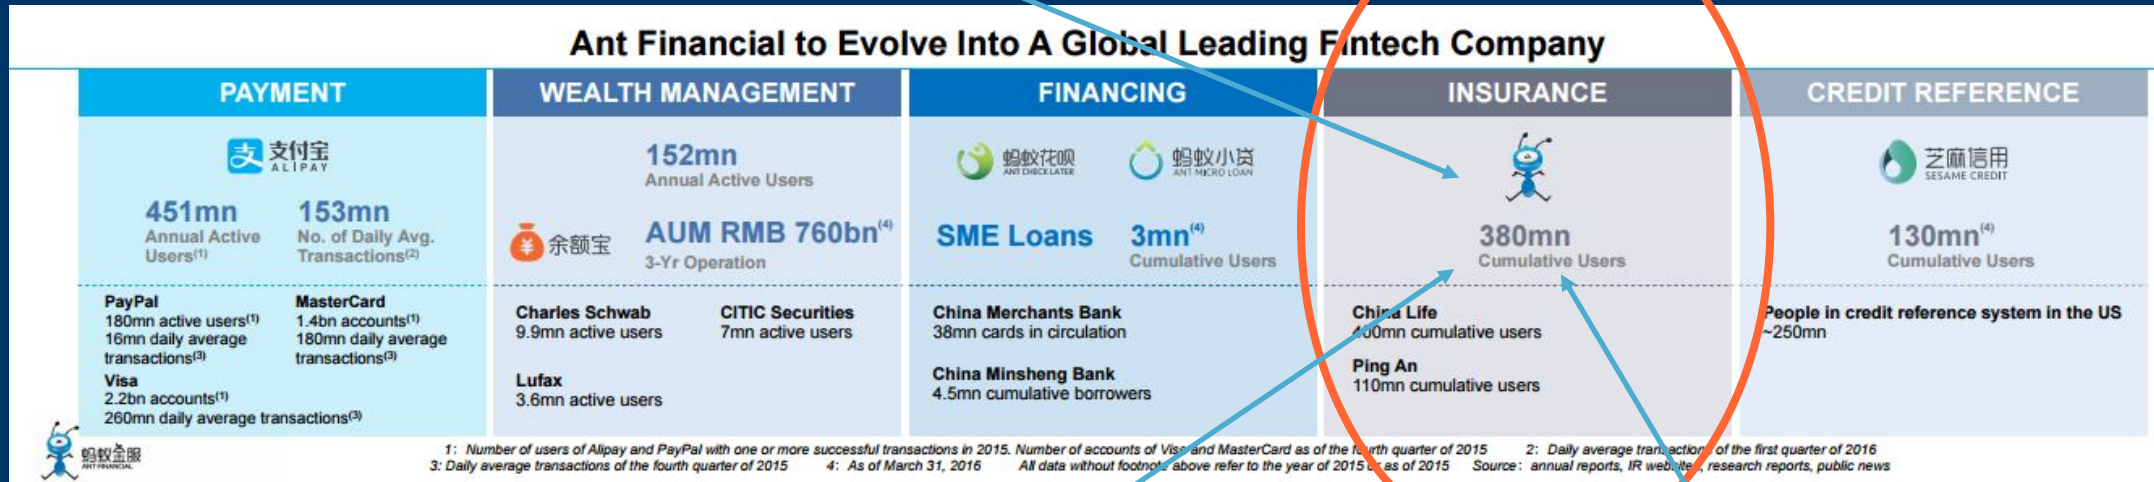 Ant Financial to Evolve Into A Global Leading Fintech Company
PAYMENT
支付宝
ALIPAY
451mn
Annual Active
Users(1)
153mn
No. of Daily Avg.
Transactions(2)
PayPal
180mn active users(1)
16mn daily average
transactions(3)
MasterCard
1.4bn accounts(1)
180mn daily average
transactions(3)
Visa
2.2bn accounts(1)
260mn daily average transactions(3)
WEALTH MANAGEMENT
152mn
Annual Active Users
余额宝
AUM RMB 760bn(4)
3-Yr Operation
Charles Schwab
9.9mn active users
CITIC Securities
7mn active users
Lufax
3.6mn active users
FINANCING
蚂蚁花呗
ANT CHECK LATER
蚂蚁小贷
ANT MICRO LOAN
SME Loans
3mn(4)
Cumulative Users
China Merchants Bank
38mn cards in circulation
China Minsheng Bank
4.5mn cumulative borrowers
INSURANCE
380mn
Cumulative Users
China Life
400mn cumulative users
Ping An
110mn cumulative users
CREDIT REFERENCE
芝麻信用
SESAME CREDIT
130mn(4)
Cumulative Users
People in credit reference system in the US
~250mn
蚂蚁金服
ANT FINANCIAL
1: Number of users of Alipay and PayPal with one or more successful transactions in 2015. Number of accounts of Visa and MasterCard as of the fourth quarter of 2015 2: Daily average transactions of the first quarter of 2016
3: Daily average transactions of the fourth quarter of 2015 4: As of March 31, 2016 All data without footnote above refer to the year of 2015 or as of 2015 Source: annual reports, IR websites, research reports, public news